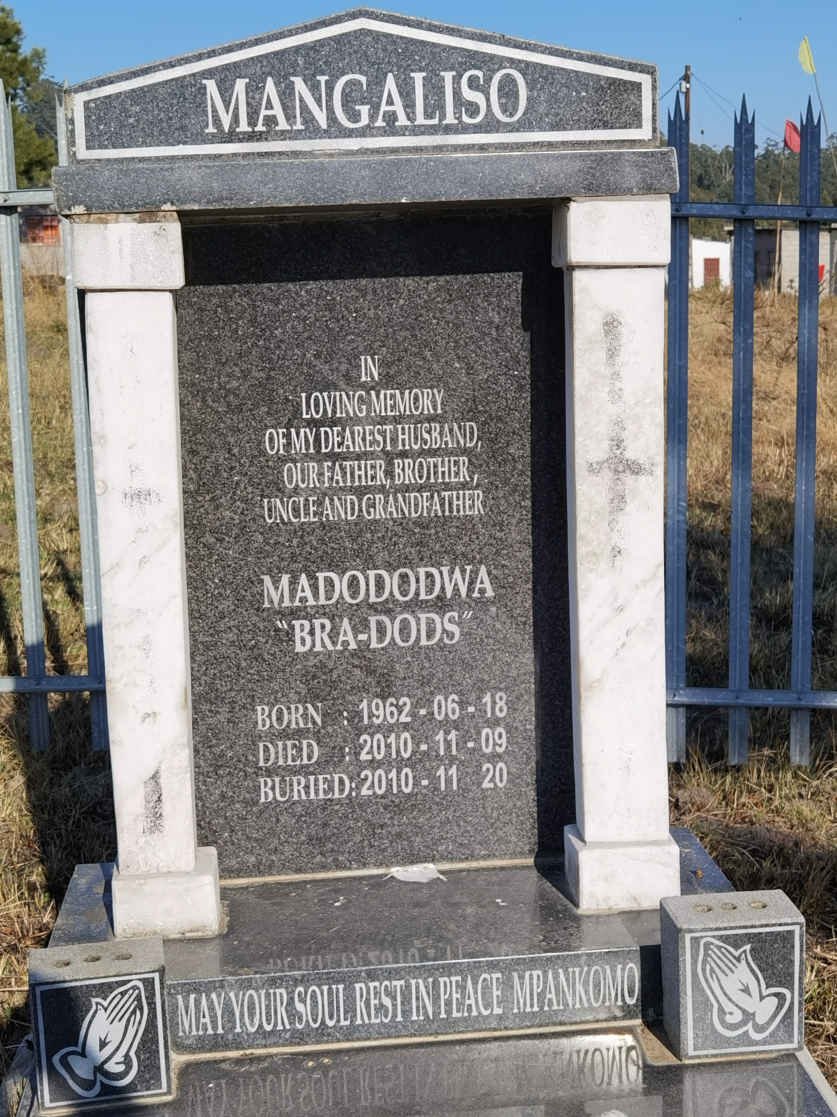 MANGALISO
IN
LOVING MEMORY
OF MY DEAREST HUSBAND,
OUR FATHER, BROTHER,
UNCLE AND GRANDFATHER
MADODODWA
"BRA-DODS"
BORN : 1962 - 06 - 18
DIED : 2010 - 11 - 09
BURIED: 2010 - 11 20
MAY YOUR SOUL REST IN PEACE MPANKOMO